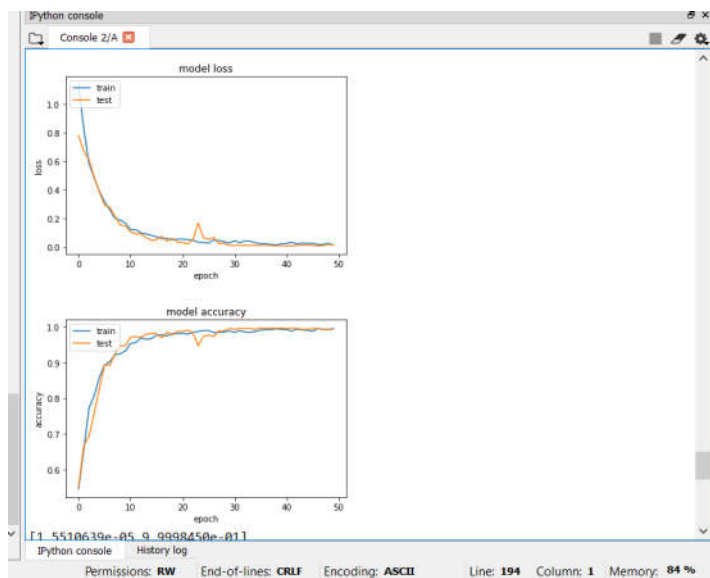 IPython console
Console 2/A
model loss
train
test
1.0
0.8
0.6
0.4
0.2
0.0
loss
0 10 20 30 40 50
epoch
model accuracy
train
test
1.0
0.9
0.8
0.7
0.6
accuracy
0 10 20 30 40 50
epoch
[1.5510639e-05 9.9998450e-01]
IPython console History log
Permissions: RW End-of-lines: CRLF Encoding: ASCII Line: 194 Column: 1 Memory: 84 %